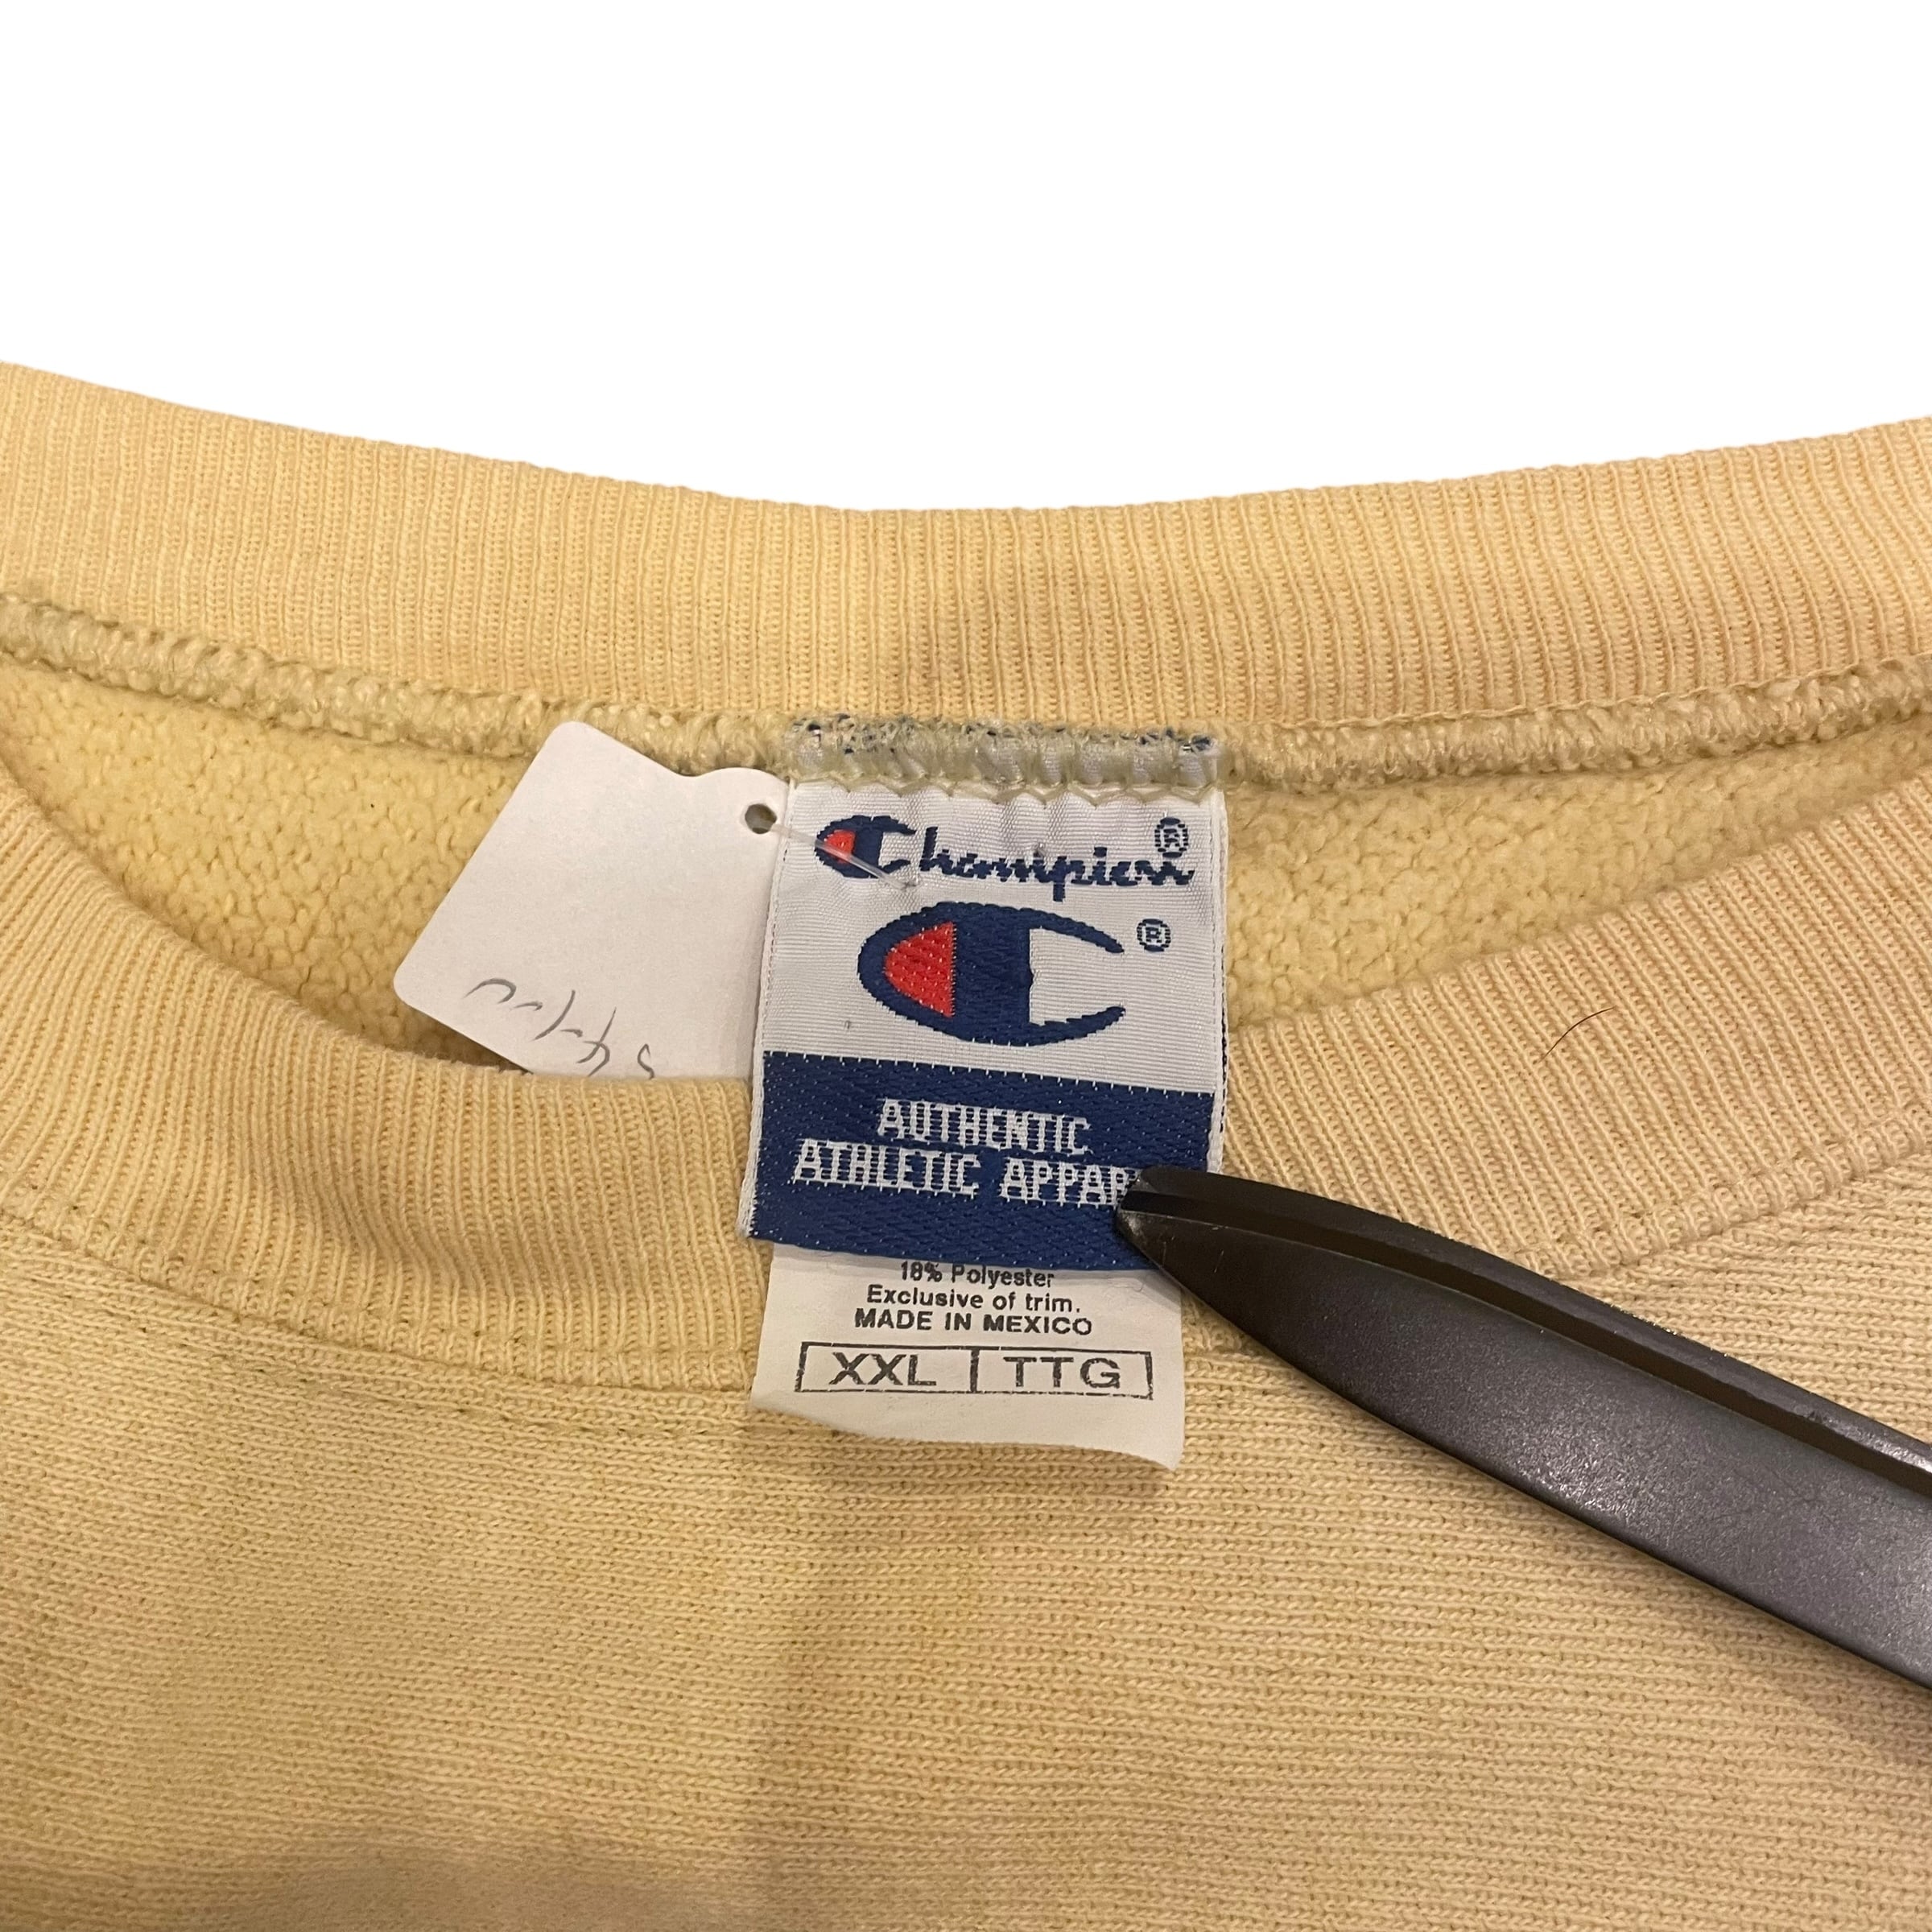 Champion®
®
AUTHENTIC
ATHLETIC APPAR
18% Polyester
Exclusive of trim.
MADE IN MEXICO
XXL TTG